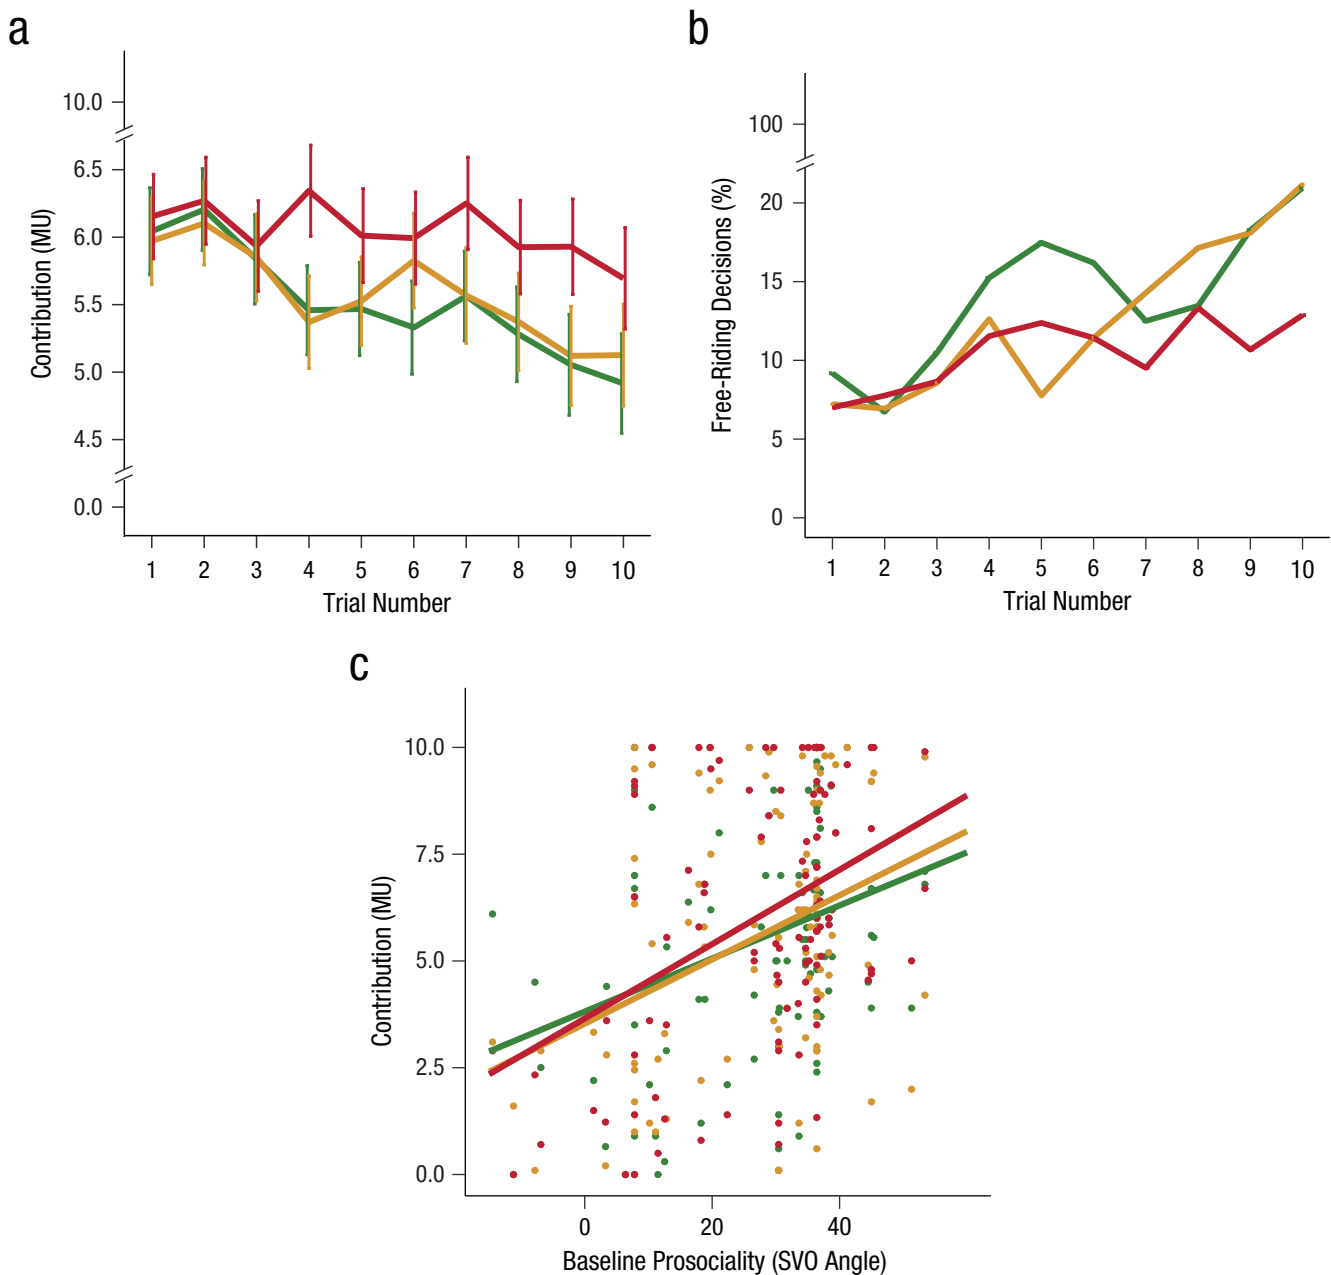 a
10.0
6.5
6.0
5.5
5.0
4.5
0.0
Contribution (MU)
1 2 3 4 5 6 7 8 9 10
Trial Number
b
100
20
15
10
5
0
Free-Riding Decisions (%)
1 2 3 4 5 6 7 8 9 10
Trial Number
c
10.0
7.5
5.0
2.5
0.0
Contribution (MU)
0 20 40
Baseline Prosociality (SVO Angle)